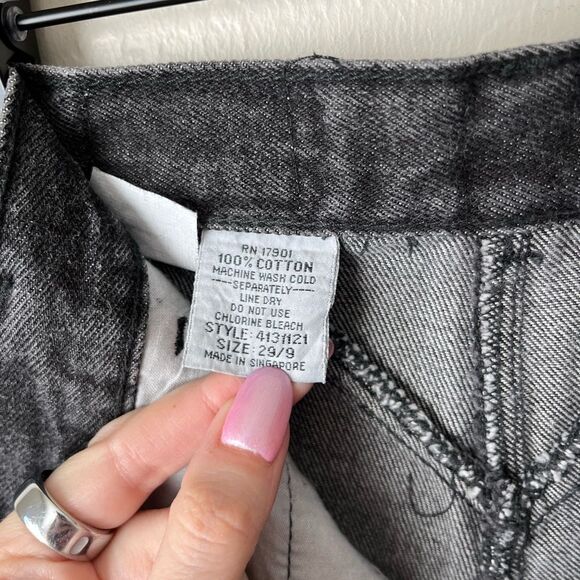 RN 17901
100% COTTON
MACHINE WASH COLD
----SEPARATELY----
LINE DRY
DO NOT USE
CHLORINE BLEACH
STYLE: 4131121
SIZE: 29/9
MADE IN SINGAPORE